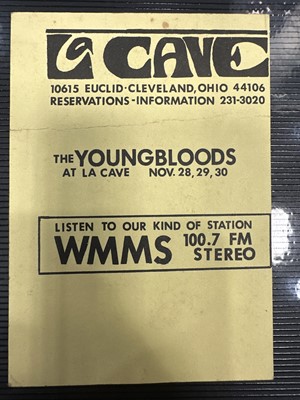 La CAVE
10615 EUCLID·CLEVELAND, OHIO 44106
RESERVATIONS-INFORMATION 231-3020
THE YOUNGBLOODS
AT LA CAVE NOV. 28, 29, 30
LISTEN TO OUR KIND OF STATION
WMMS 100.7 FM
STEREO